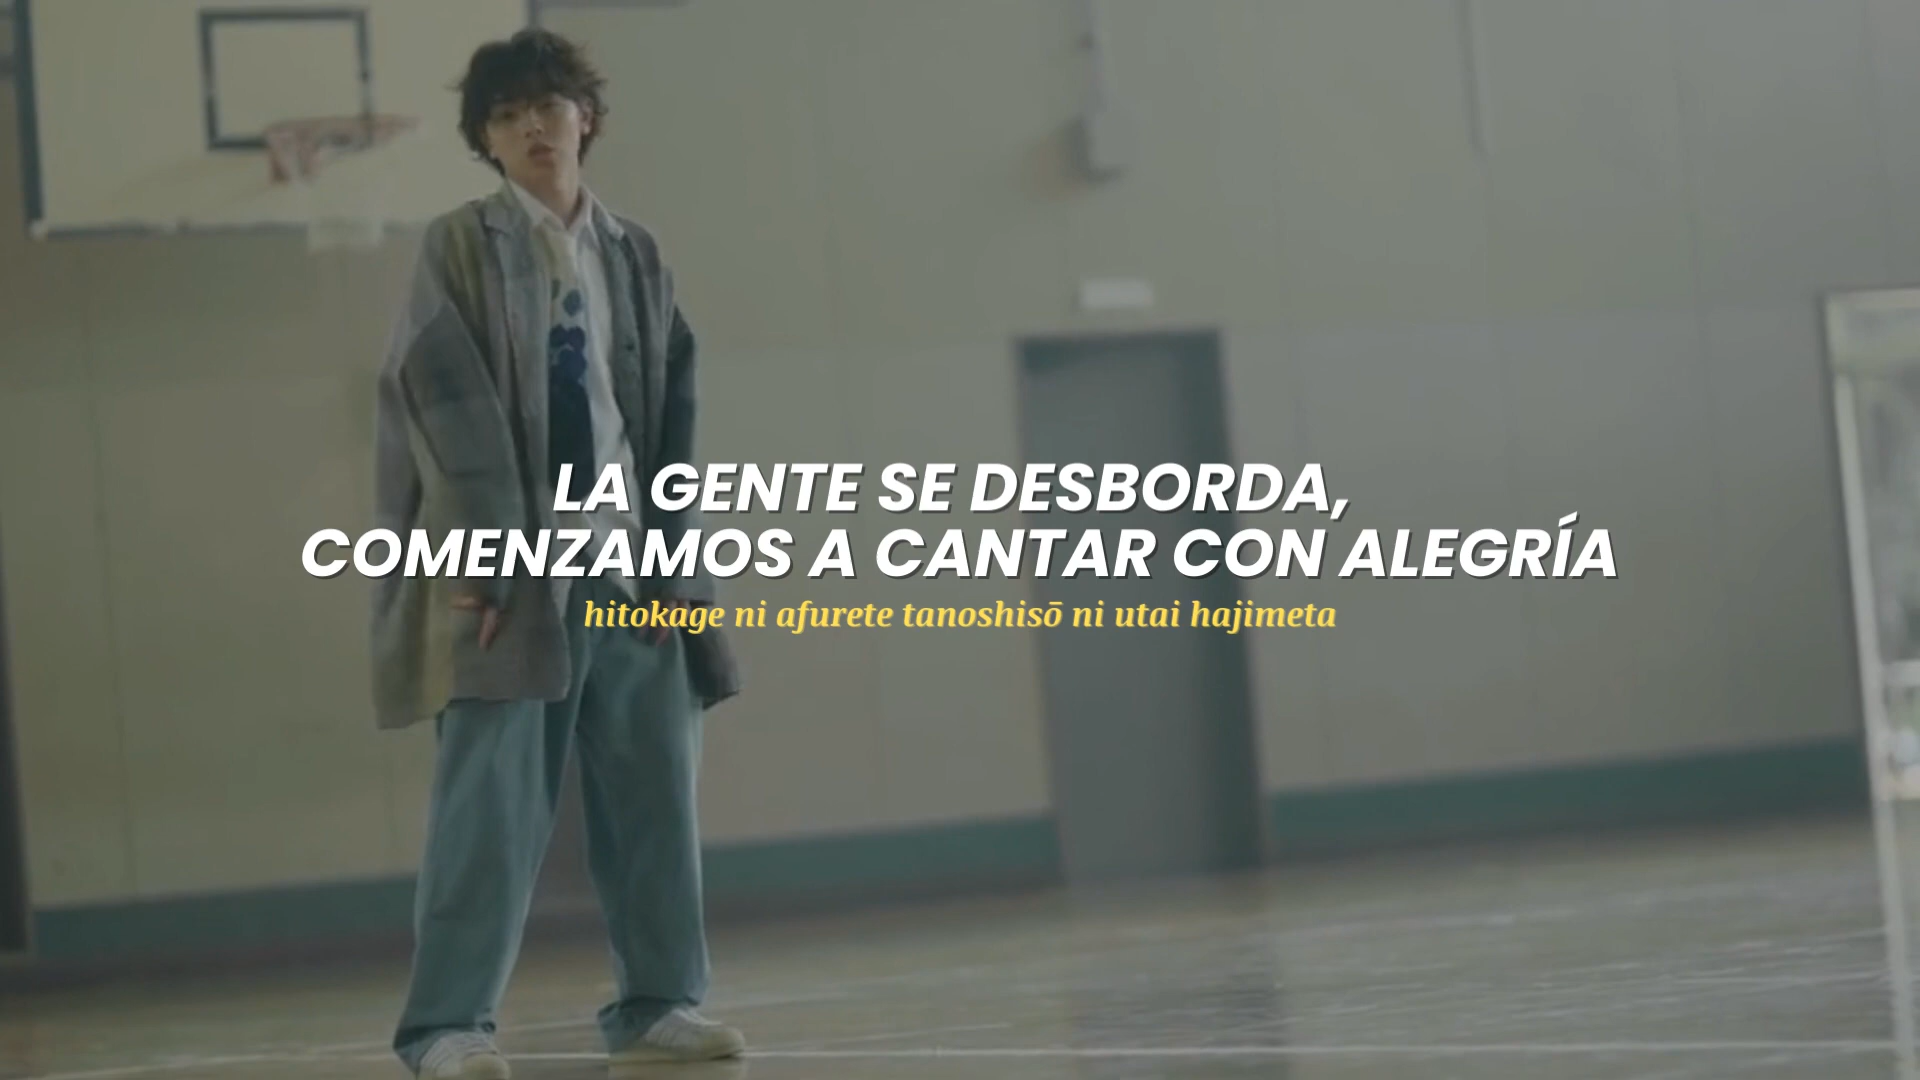 LA GENTE SE DESBORDA,
COMENZAMOS A CANTAR CON ALEGRÍA
hitokage ni afurete tanoshisō ni utai hajimeta